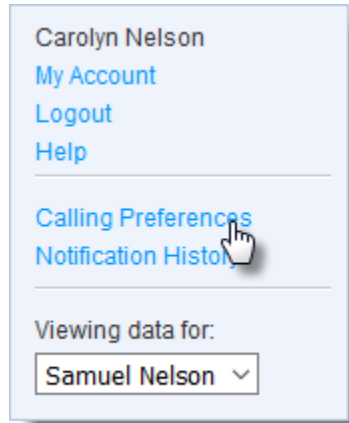 Carolyn Nelson
My Account
Logout
Help
Calling Preferences
Notification History
Viewing data for:
Samuel Nelson